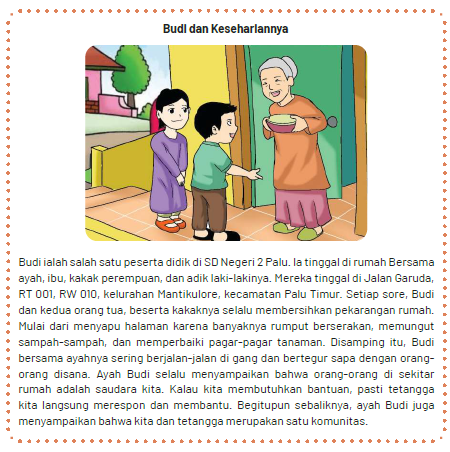 Budi dan Kesehariannya
Budi ialah salah satu peserta didik di SD Negeri 2 Palu. Ia tinggal di rumah Bersama
ayah, ibu, kakak perempuan, dan adik laki-lakinya. Mereka tinggal di Jalan Garuda,
RT 001, RW 010, kelurahan Mantikulore, kecamatan Palu Timur. Setiap sore, Budi
dan kedua orang tua, beserta kakaknya selalu membersihkan pekarangan rumah.
Mulai dari menyapu halaman karena banyaknya rumput berserakan, memungut
sampah-sampah, dan memperbaiki pagar-pagar tanaman. Disamping itu, Budi
bersama ayahnya sering berjalan-jalan di gang dan bertegur sapa dengan orang-
orang disana. Ayah Budi selalu menyampaikan bahwa orang-orang di sekitar
rumah adalah saudara kita. Kalau kita membutuhkan bantuan, pasti tetangga
kita langsung merespon dan membantu. Begitupun sebaliknya, ayah Budi juga
menyampaikan bahwa kita dan tetangga merupakan satu komunitas.